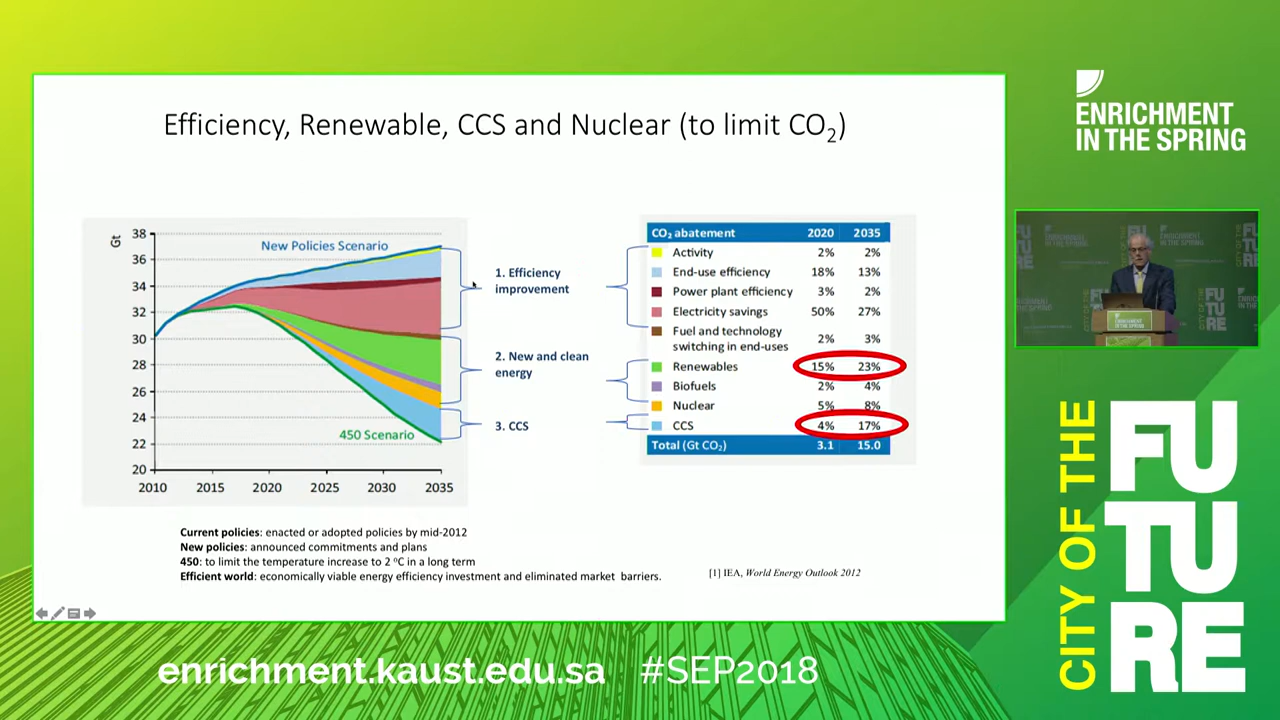 Efficiency, Renewable, CCS and Nuclear (to limit CO₂)
Gt
38
36
34
32
30
28
26
24
22
20
2010 2015 2020 2025 2030 2035
New Policies Scenario
450 Scenario
1. Efficiency
improvement
2. New and clean
energy
3. CCS
CO₂ abatement 2020 2035
Activity 2% 2%
End-use efficiency 18% 13%
Power plant efficiency 3% 2%
Electricity savings 50% 27%
Fuel and technology
switching in end-uses 2% 3%
Renewables 15% 23%
Biofuels 2% 4%
Nuclear 5% 8%
CCS 4% 17%
Total (Gt CO₂) 3.1 15.0
Current policies: enacted or adopted policies by mid-2012
New policies: announced commitments and plans
450: to limit the temperature increase to 2 °C in a long term
Efficient world: economically viable energy efficiency investment and eliminated market barriers.
[1] IEA, World Energy Outlook 2012
ENRICHMENT
IN THE SPRING
CITY OF THE
FU
TU
RE
enrichment.kaust.edu.sa #SEP2018